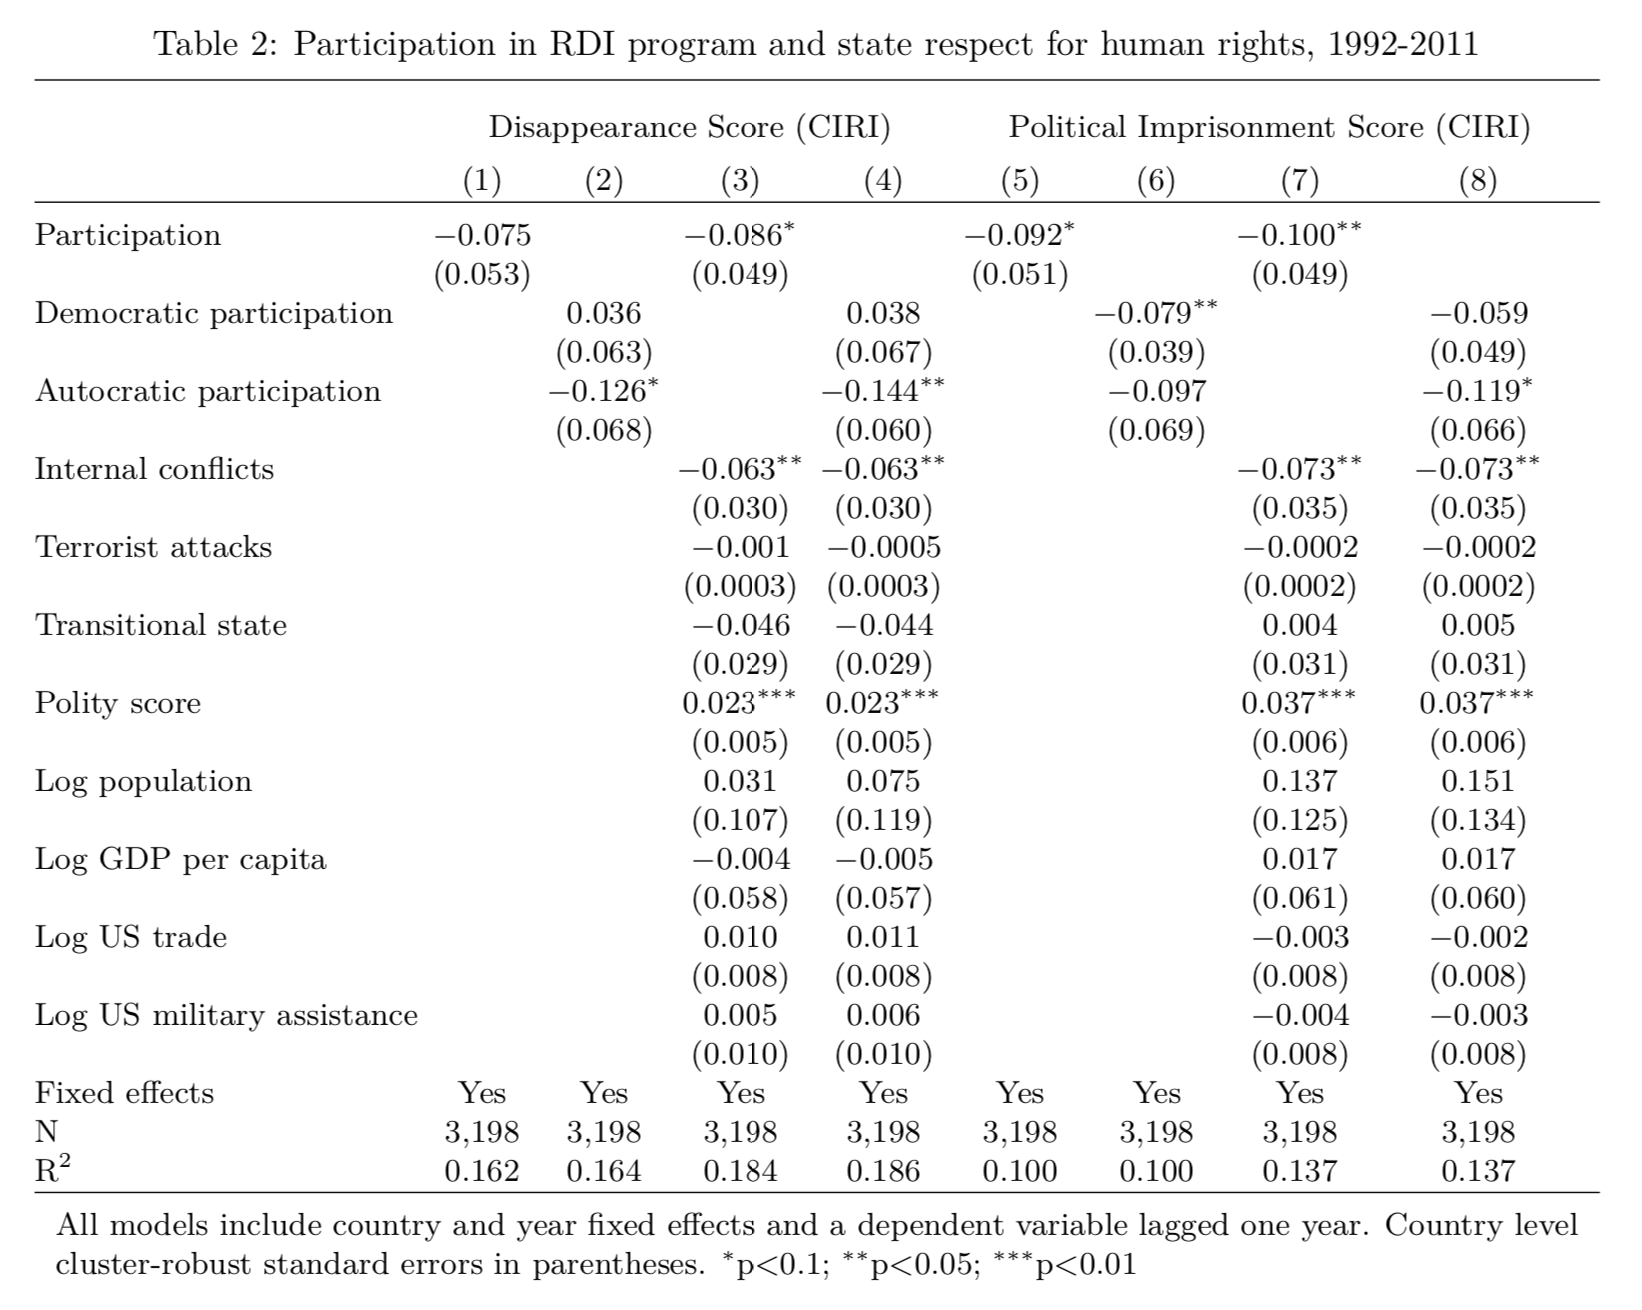 Table 2: Participation in RDI program and state respect for human rights, 1992-2011
Disappearance Score (CIRI) Political Imprisonment Score (CIRI)
(1) (2) (3) (4) (5) (6) (7) (8)
Participation −0.075 −0.086* −0.092* −0.100**
(0.053) (0.049) (0.051) (0.049)
Democratic participation 0.036 0.038 −0.079** −0.059
(0.063) (0.067) (0.039) (0.049)
Autocratic participation −0.126* −0.144** −0.097 −0.119*
(0.068) (0.060) (0.069) (0.066)
Internal conflicts −0.063** −0.063** −0.073** −0.073**
(0.030) (0.030) (0.035) (0.035)
Terrorist attacks −0.001 −0.0005 −0.0002 −0.0002
(0.0003) (0.0003) (0.0002) (0.0002)
Transitional state −0.046 −0.044 0.004 0.005
(0.029) (0.029) (0.031) (0.031)
Polity score 0.023*** 0.023*** 0.037*** 0.037***
(0.005) (0.005) (0.006) (0.006)
Log population 0.031 0.075 0.137 0.151
(0.107) (0.119) (0.125) (0.134)
Log GDP per capita −0.004 −0.005 0.017 0.017
(0.058) (0.057) (0.061) (0.060)
Log US trade 0.010 0.011 −0.003 −0.002
(0.008) (0.008) (0.008) (0.008)
Log US military assistance 0.005 0.006 −0.004 −0.003
(0.010) (0.010) (0.008) (0.008)
Fixed effects Yes Yes Yes Yes Yes Yes Yes Yes
N 3,198 3,198 3,198 3,198 3,198 3,198 3,198 3,198
R² 0.162 0.164 0.184 0.186 0.100 0.100 0.137 0.137
All models include country and year fixed effects and a dependent variable lagged one year. Country level
cluster-robust standard errors in parentheses. *p<0.1; **p<0.05; ***p<0.01